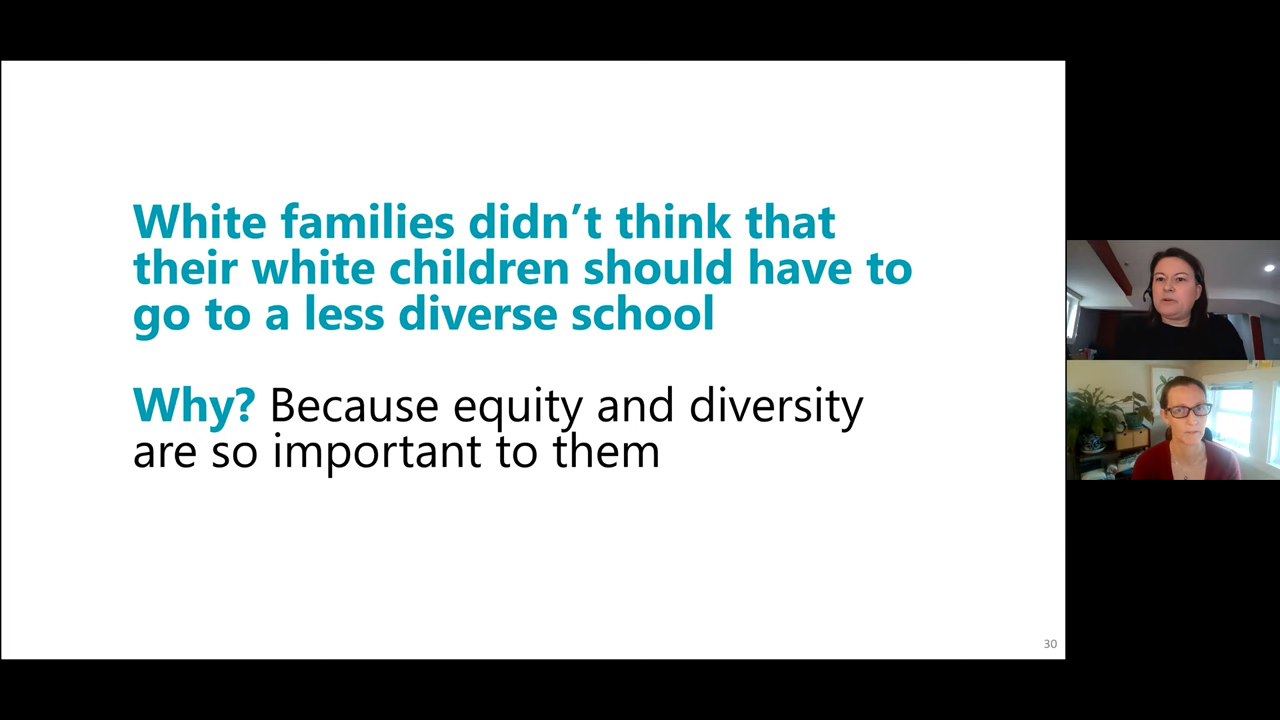 White families didn’t think that
their white children should have to
go to a less diverse school
Why? Because equity and diversity
are so important to them
30